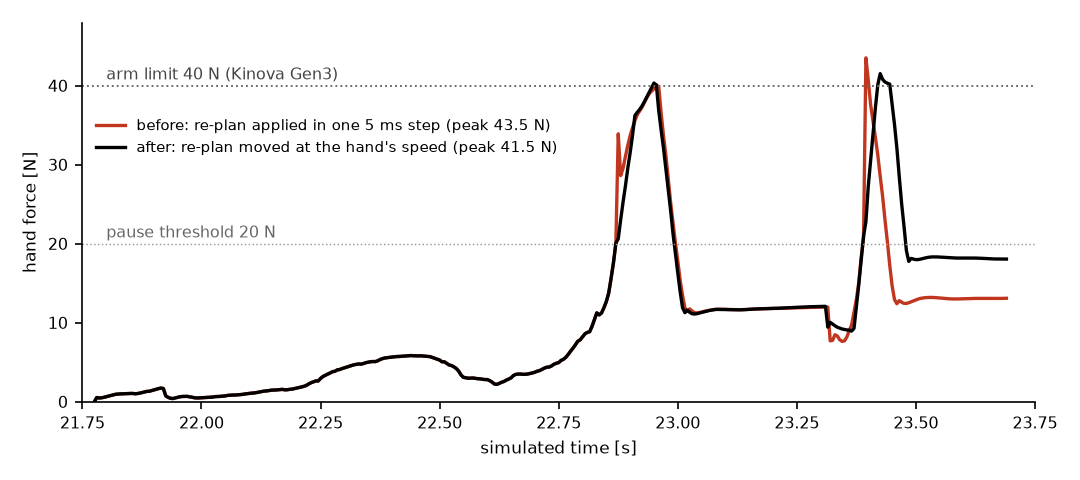 arm limit 40 N (Kinova Gen3)
before: re-plan applied in one 5 ms step (peak 43.5 N)
after: re-plan moved at the hand's speed (peak 41.5 N)
pause threshold 20 N
hand force [N]
40
30
20
10
0
21.75 22.00 22.25 22.50 22.75 23.00 23.25 23.50 23.75
simulated time [s]